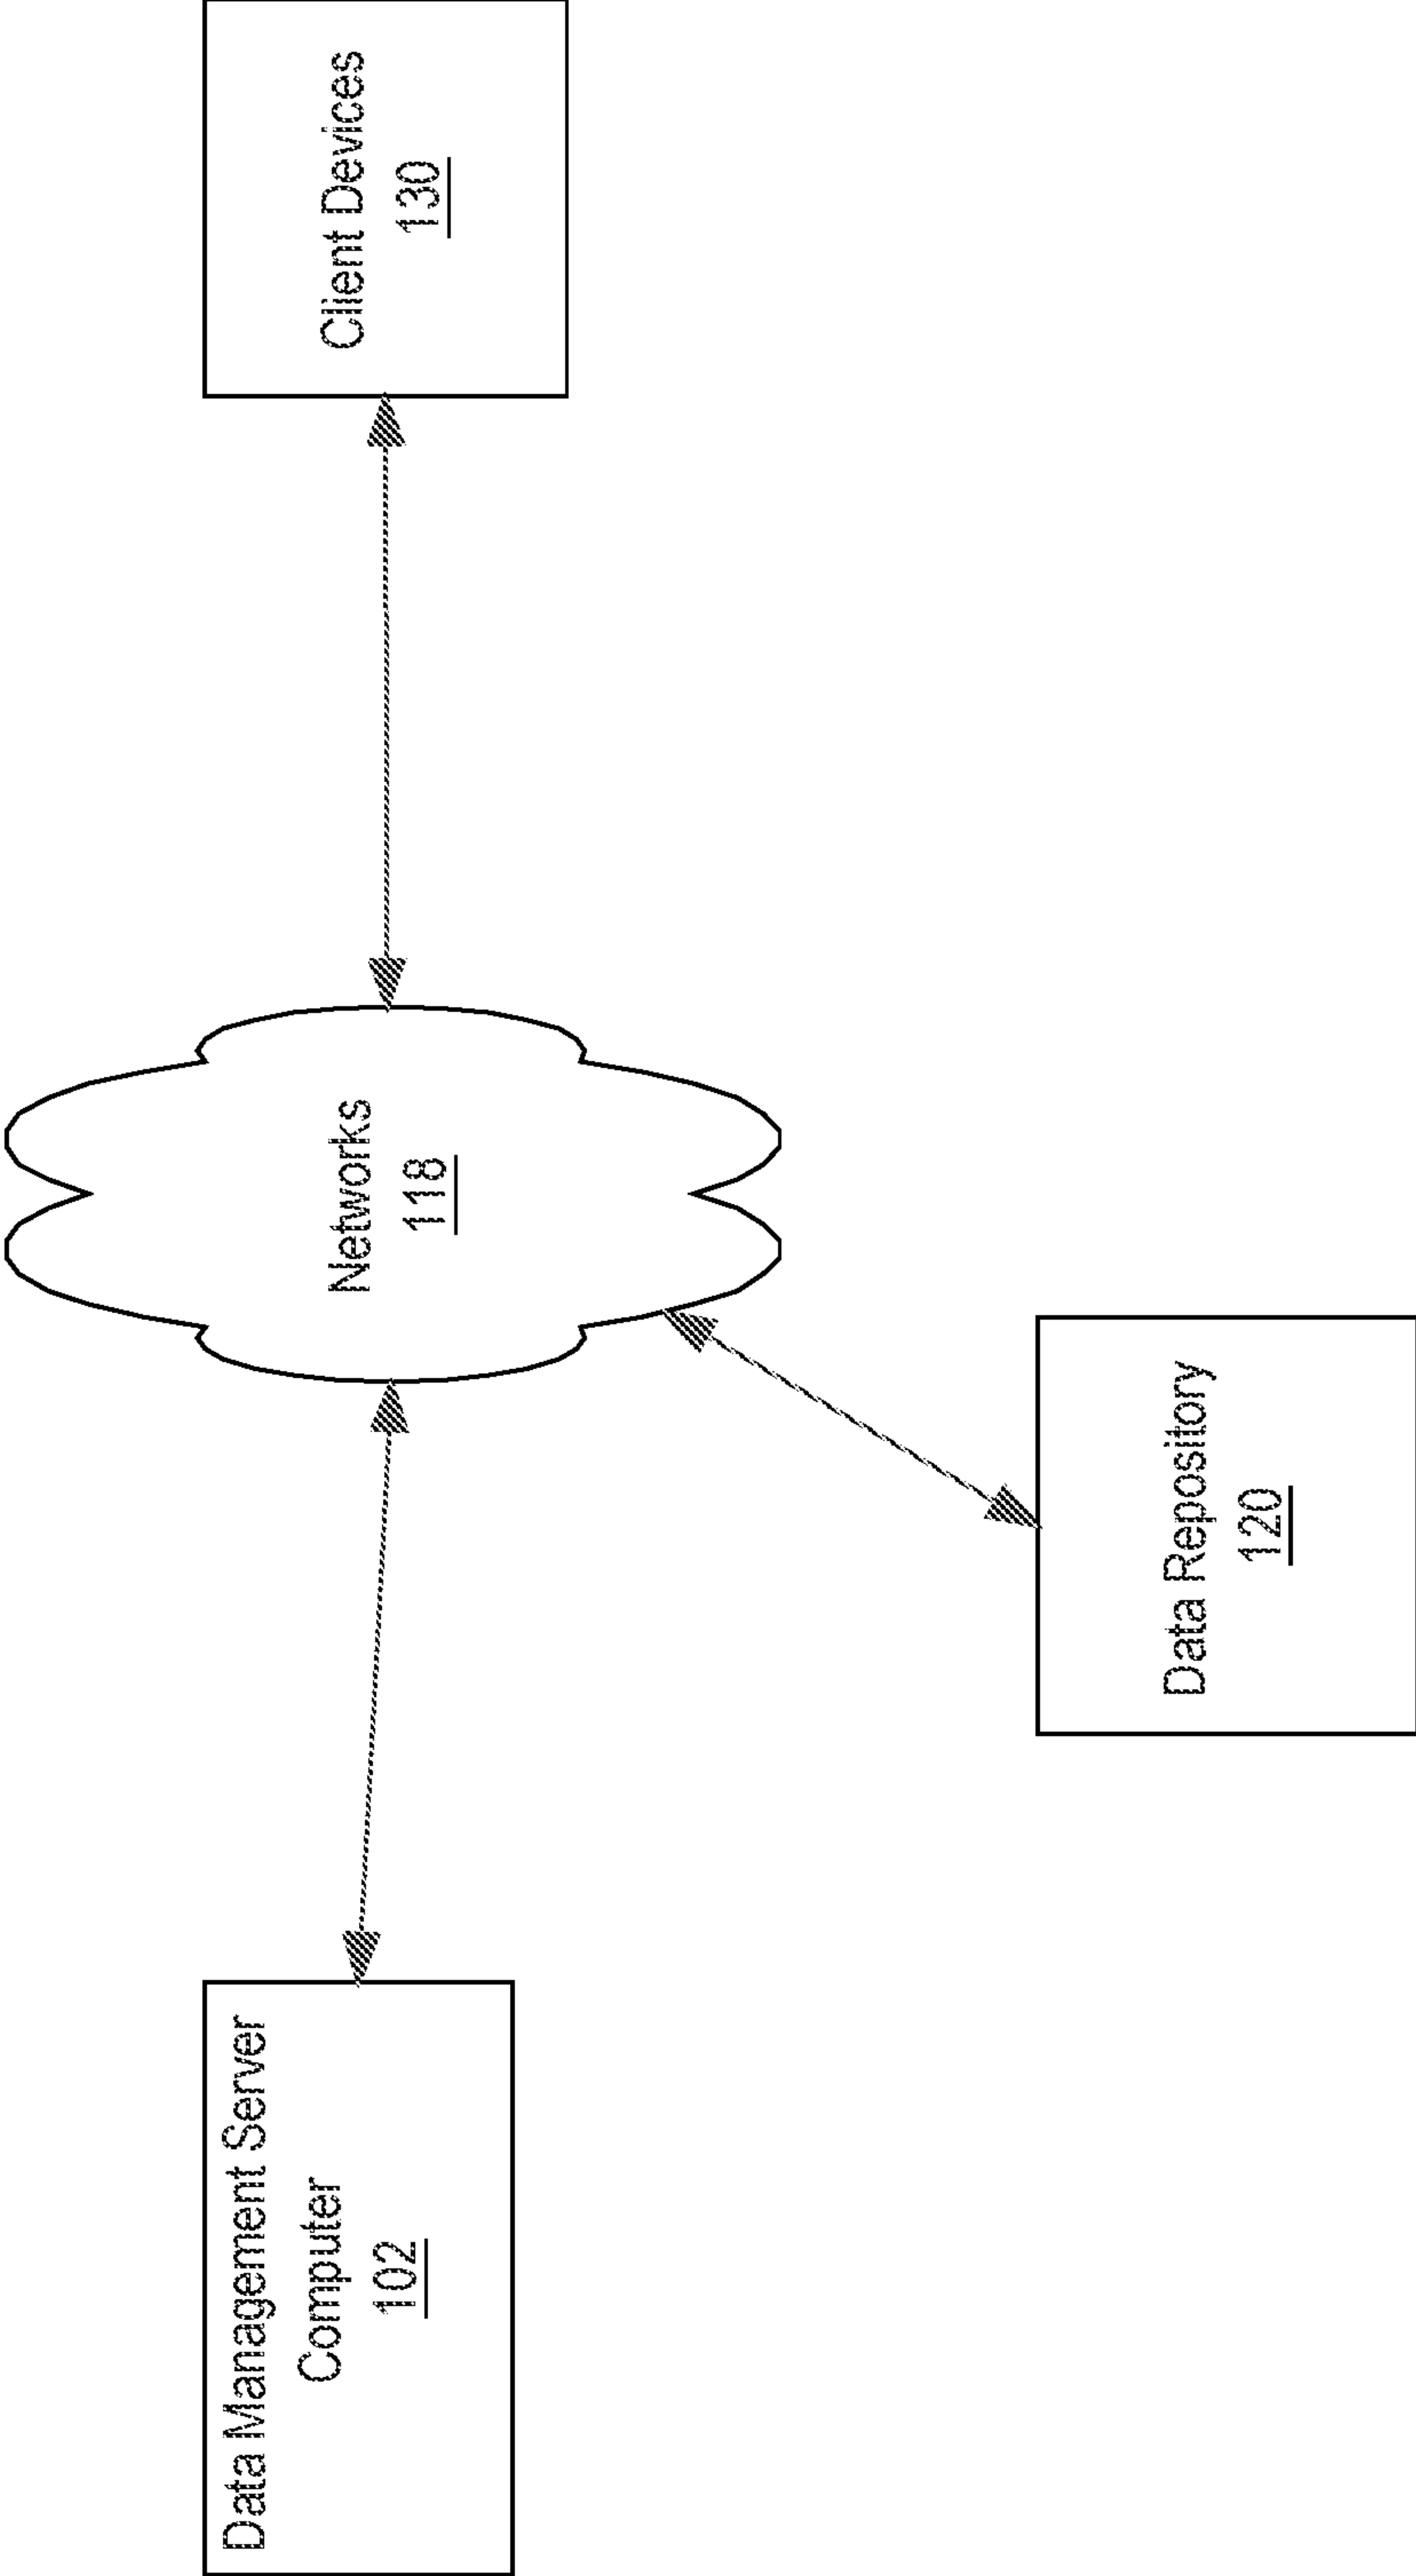 Data Management Server
Computer
102
Networks
118
Client Devices
130
Data Repository
120